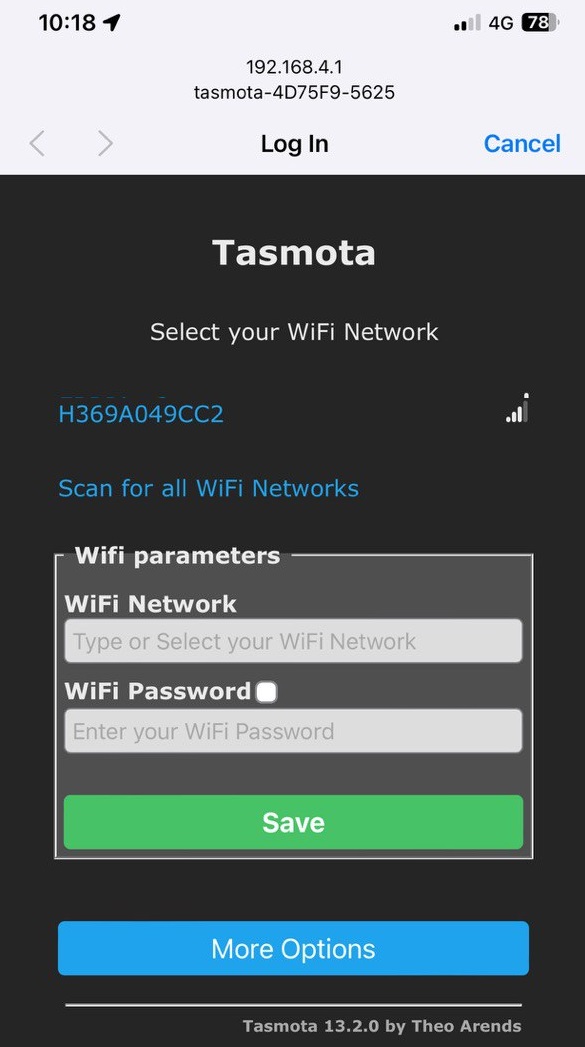 10:18
4G
78
192.168.4.1
tasmota-4D75F9-5625
Log In
Cancel
Tasmota
Select your WiFi Network
H369A049CC2
Scan for all WiFi Networks
Wifi parameters
WiFi Network
Type or Select your WiFi Network
WiFi Password
Enter your WiFi Password
Save
More Options
Tasmota 13.2.0 by Theo Arends